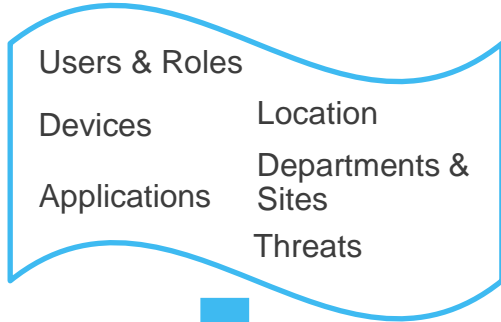 Users & Roles
Devices
Applications
Location
Departments &
Sites
Threats